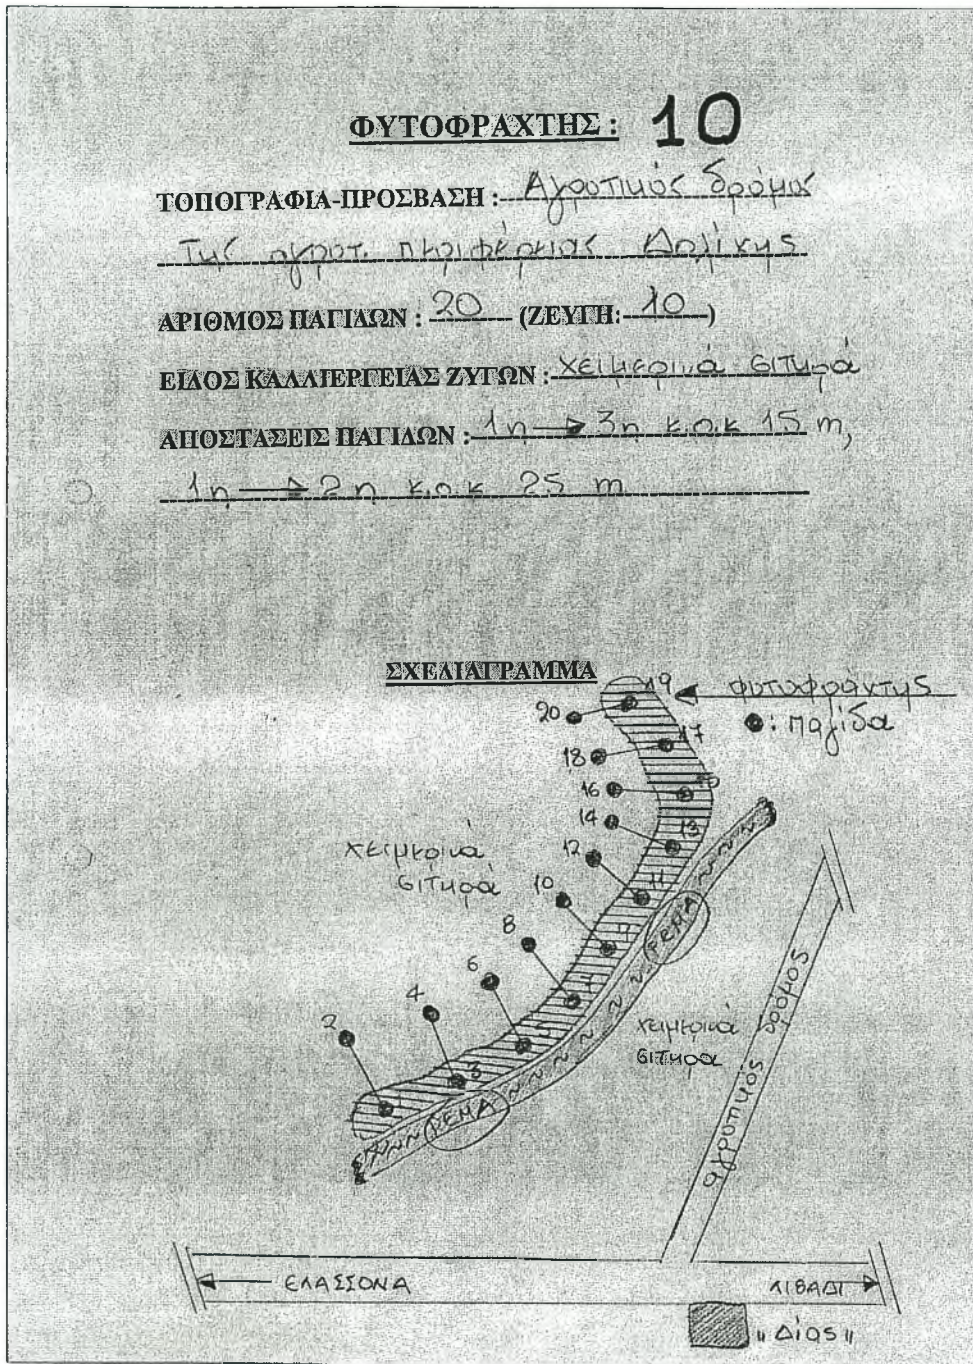 ΦΥΤΟΦΡΑΧΤΗΣ : 10
ΤΟΠΟΓΡΑΦΙΑ-ΠΡΟΣΒΑΣΗ : Αγροτικός δρόμος
της αγροτ. περιφέρειας Δολίχης
ΑΡΙΘΜΟΣ ΠΑΓΙΔΩΝ : 20 (ΖΕΥΓΗ: 10)
ΕΙΔΟΣ ΚΑΛΛΙΕΡΓΕΙΑΣ ΖΥΓΩΝ : χειμερινά σιτηρά
ΑΠΟΣΤΑΣΕΙΣ ΠΑΓΙΔΩΝ : 1η → 3η κ.ο.κ 15 m,
1η → 2η κ.ο.κ 25 m
ΣΧΕΔΙΑΓΡΑΜΜΑ
19
φυτοφράχτης
20
: παγίδα
17
18
16
15
14
13
χειμερινά
σιτηρά
12
11
10
9
ΡΕΜΑ
8
7
6
5
4
3
2
1
ΡΕΜΑ
χειμερινά
σιτηρά
αγροτικός δρόμος
← ΕΛΑΣΣΟΝΑ
ΛΙΒΑΔΙ →
"Δίας"